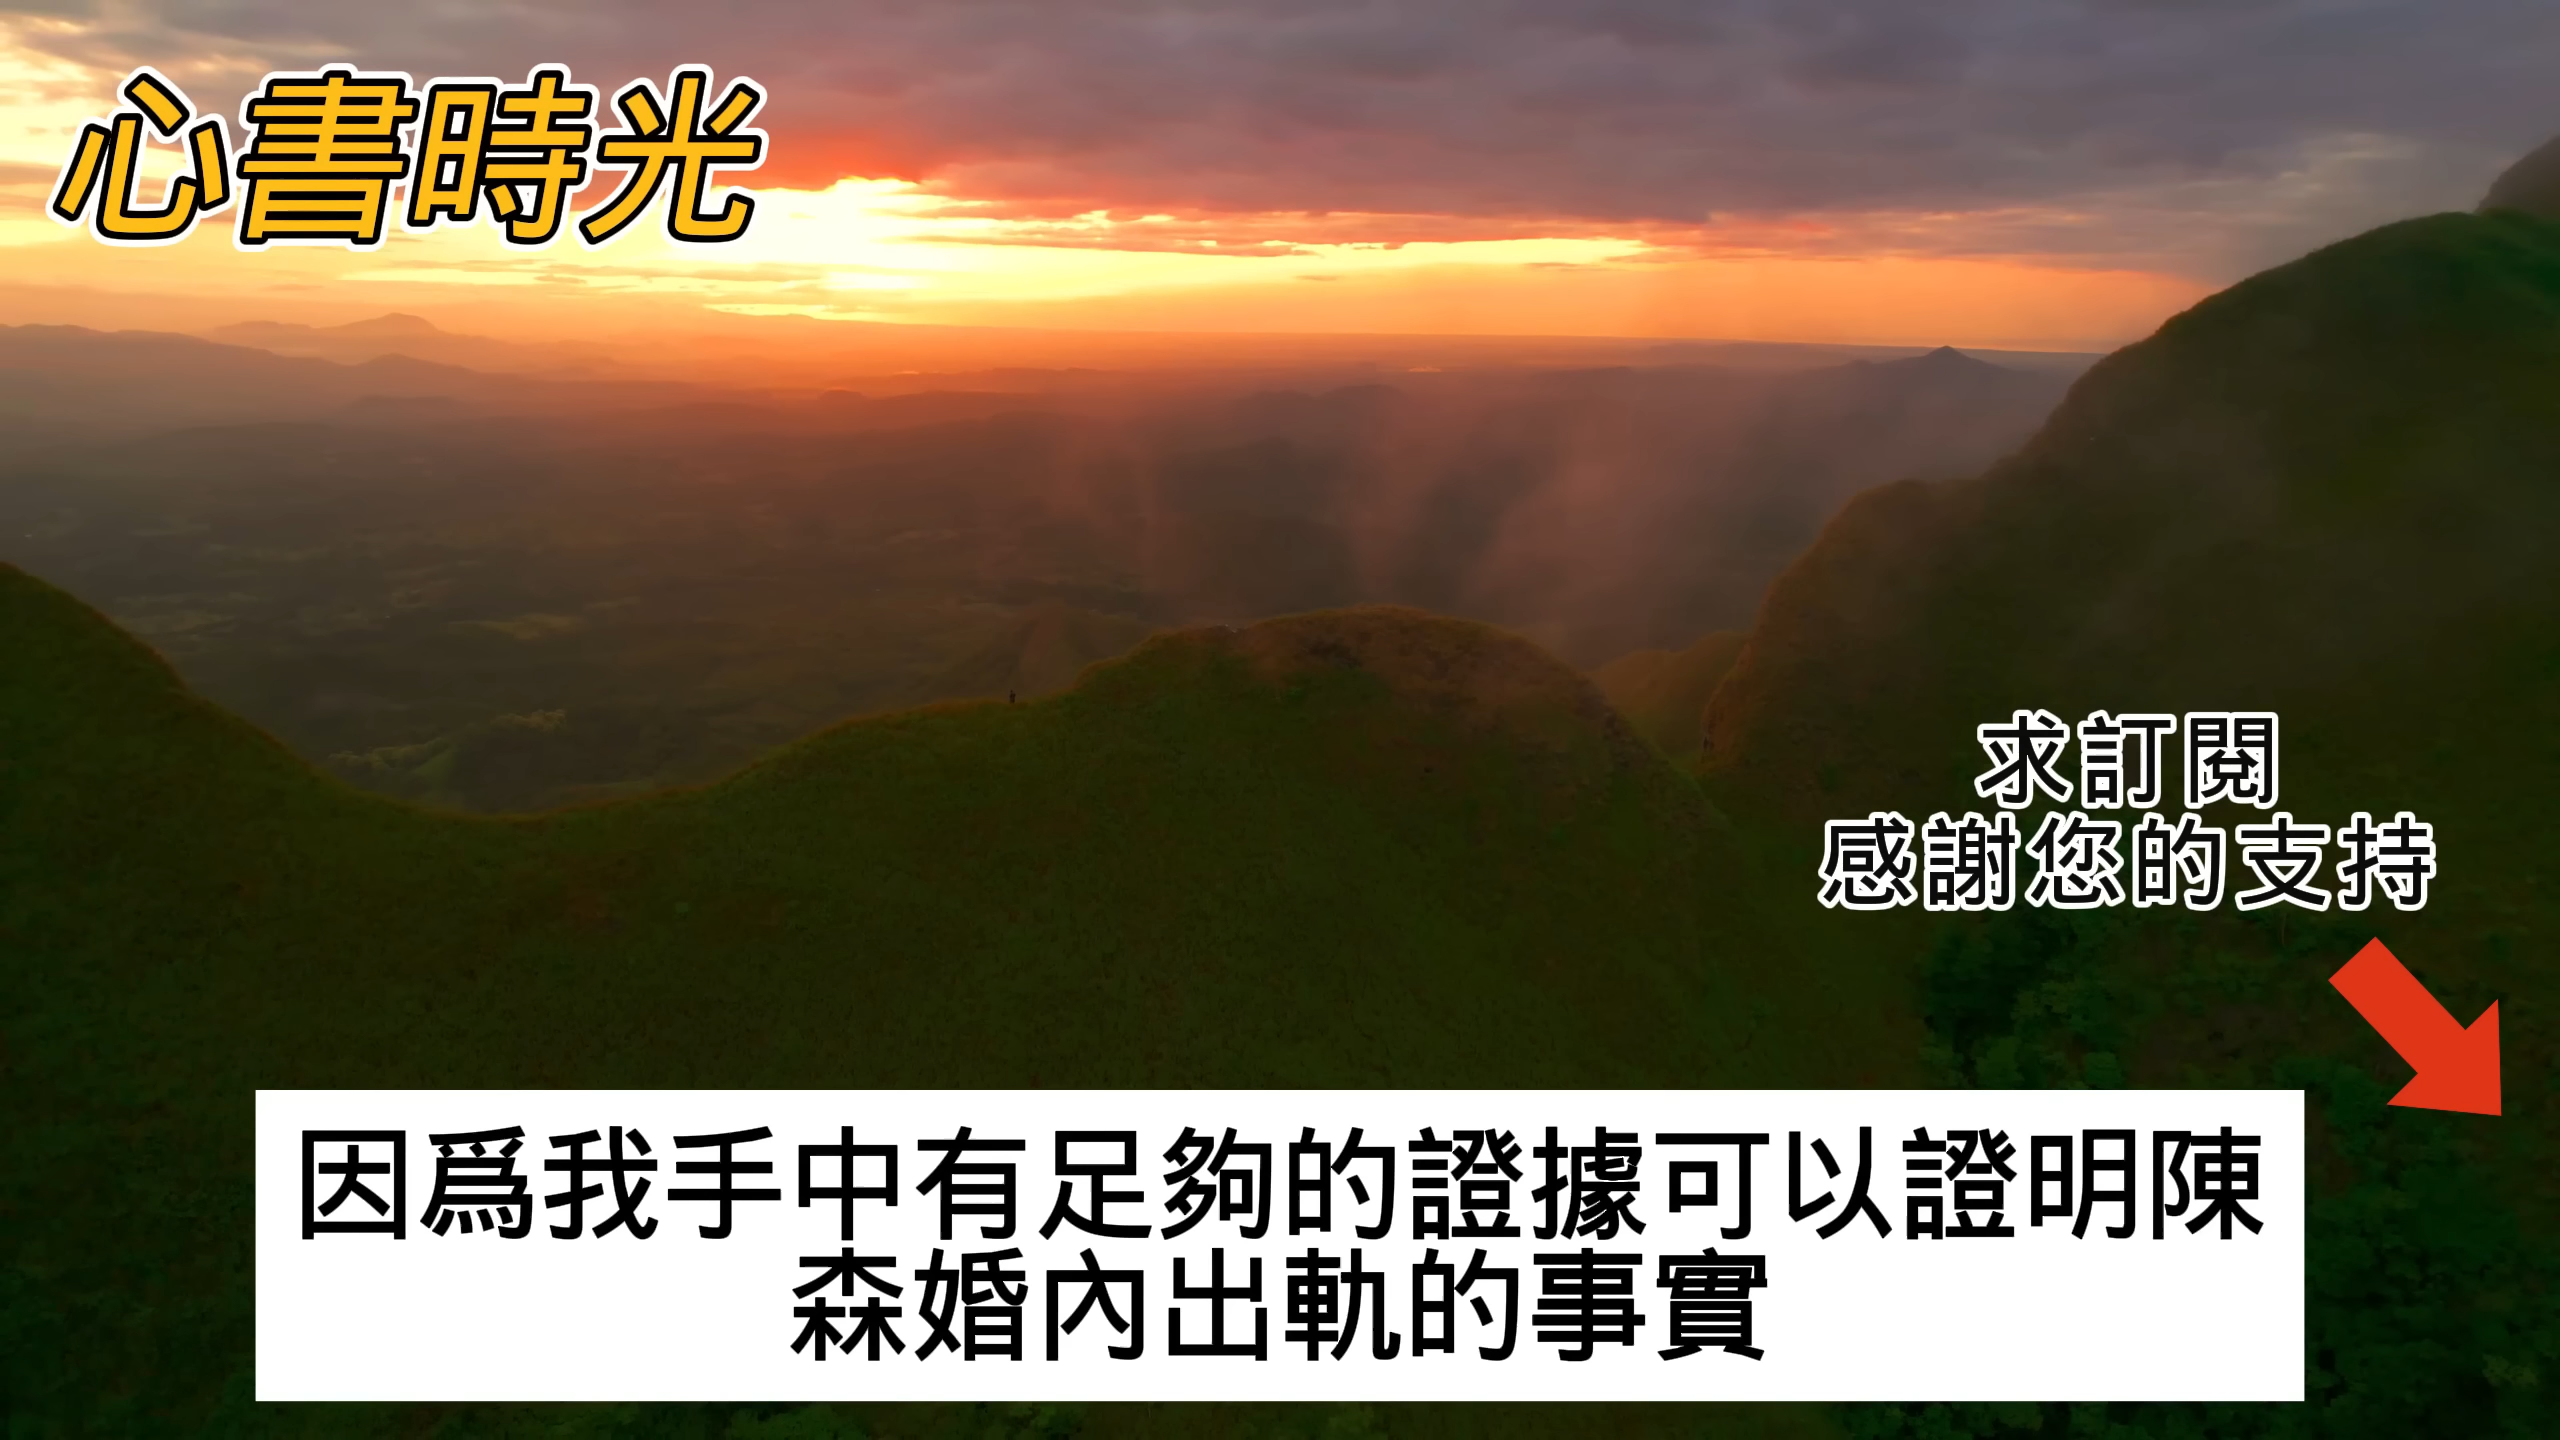 心書時光
求訂閱
感謝您的支持
因爲我手中有足夠的證據可以證明陳
森婚內出軌的事實